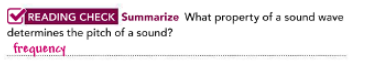 READING CHECK Summarize What property of a sound wave
determines the pitch of a sound?
frequency